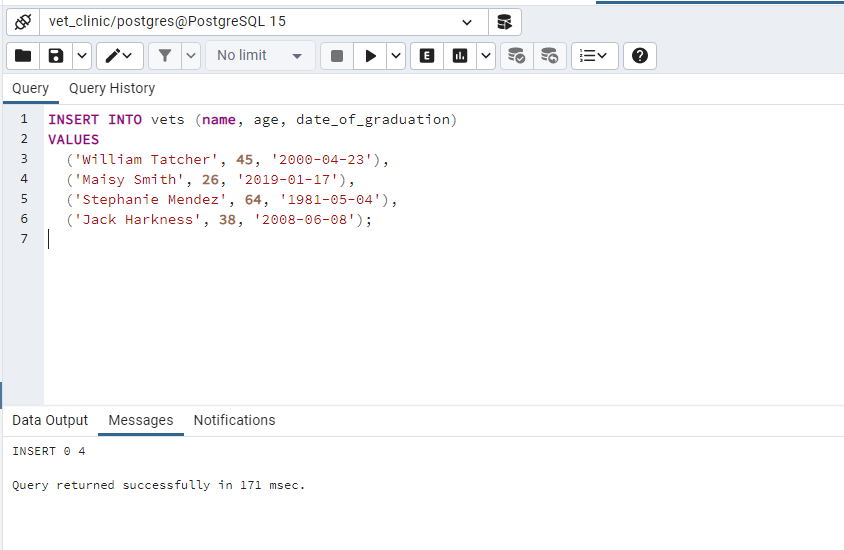 vet_clinic/postgres@PostgreSQL 15
No limit
E
Query Query History
1 INSERT INTO vets (name, age, date_of_graduation)
2 VALUES
3 ('William Tatcher', 45, '2000-04-23'),
4 ('Maisy Smith', 26, '2019-01-17'),
5 ('Stephanie Mendez', 64, '1981-05-04'),
6 ('Jack Harkness', 38, '2008-06-08');
7
Data Output Messages Notifications
INSERT 0 4
Query returned successfully in 171 msec.